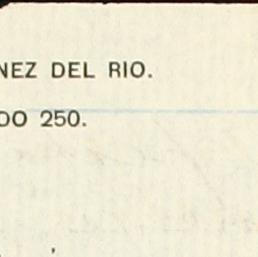 NEZ DEL RIO.
DO 250.